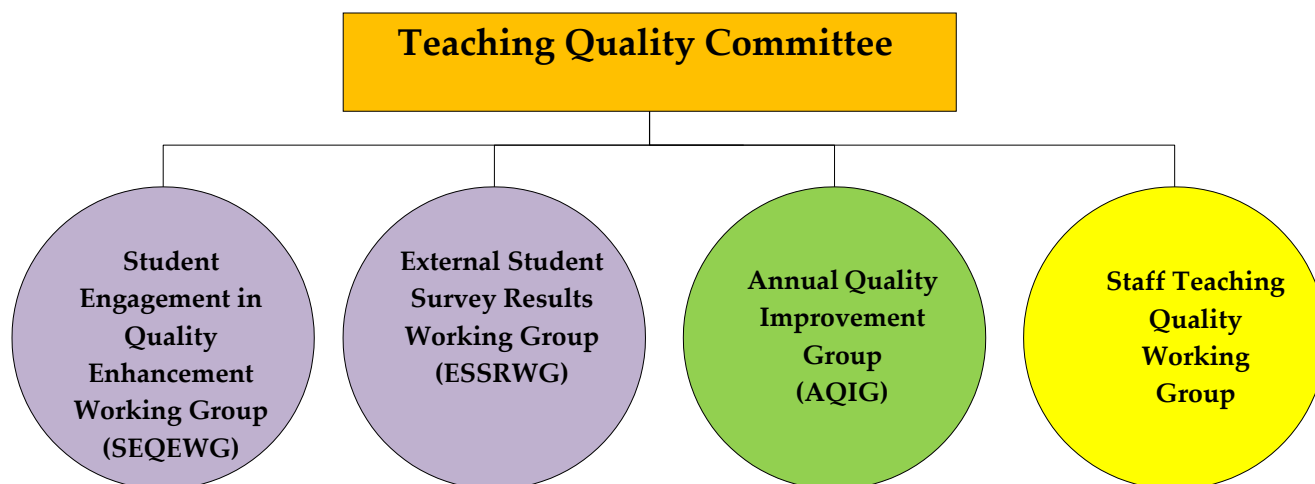 Teaching Quality Committee
Student
Engagement in
Quality
Enhancement
Working Group
(SEQEWG)
External Student
Survey Results
Working Group
(ESSRWG)
Annual Quality
Improvement
Group
(AQIG)
Staff Teaching
Quality
Working
Group